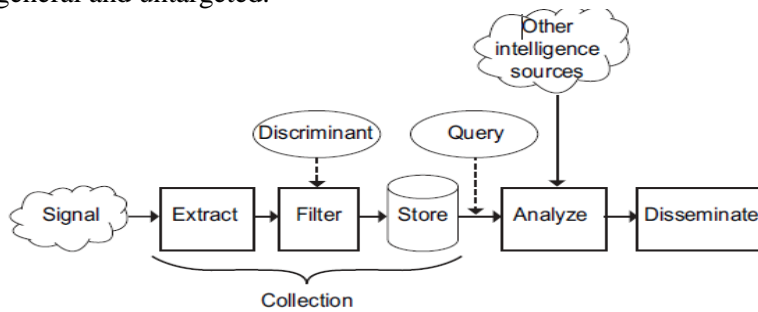 general and untargeted.
Other
intelligence
sources
Discriminant
Query
Signal
Extract
Filter
Store
Analyze
Disseminate
Collection